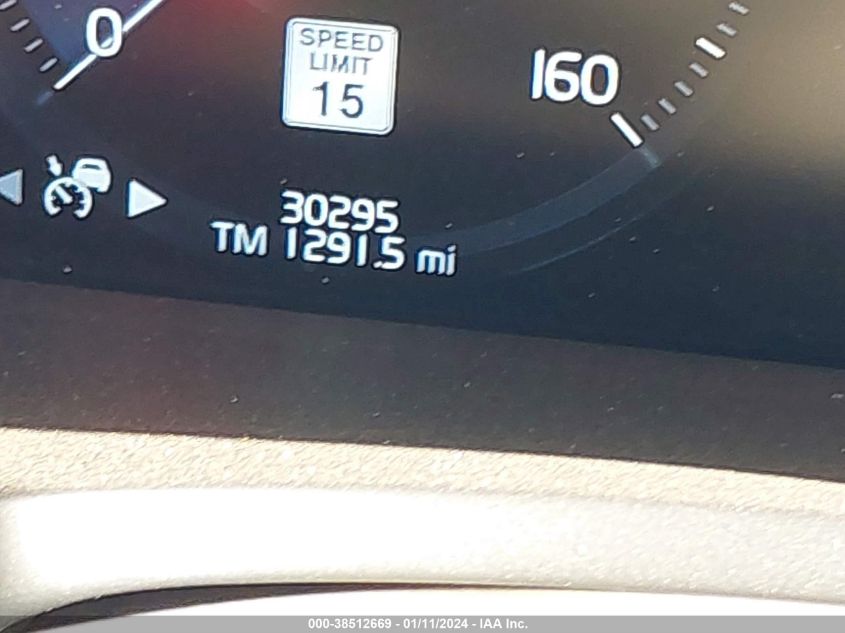 0
SPEED
LIMIT
15
160
30295
TM 1291.5 mi
000-38512669 - 01/11/2024 - IAA Inc.